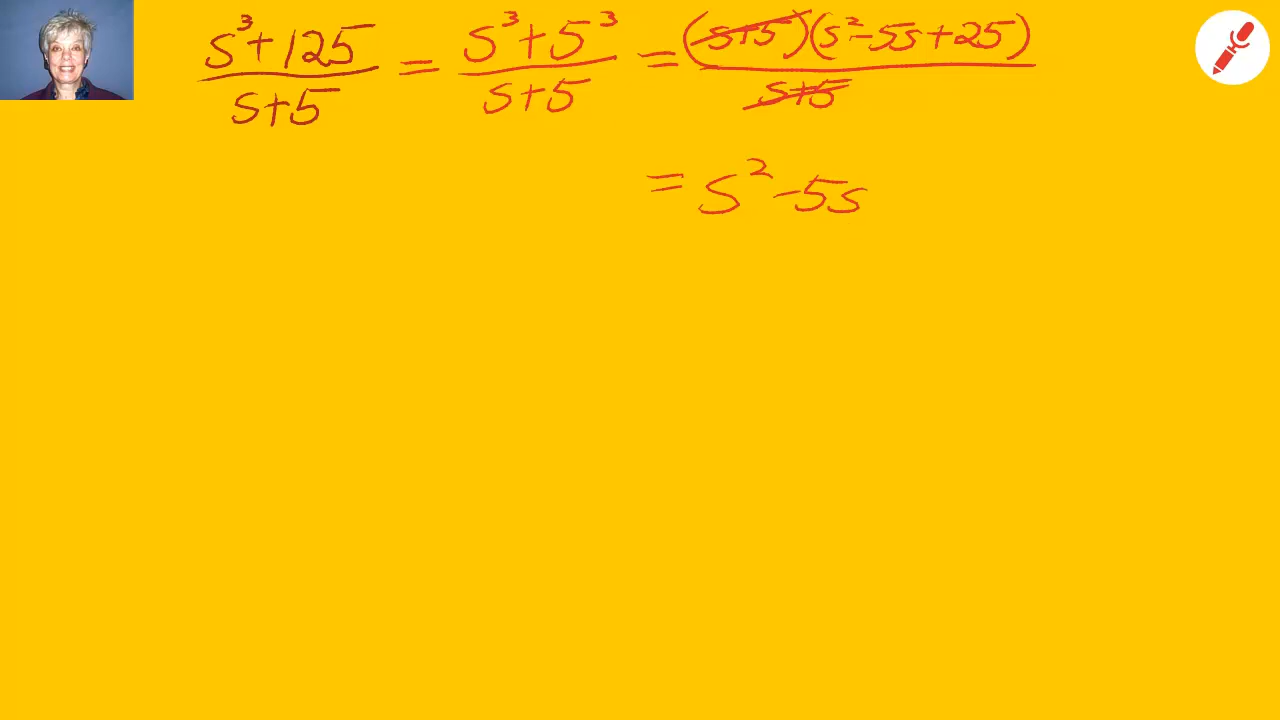 s³+125 / s+5 = s³+5³ / s+5 = (s+5)(s²-5s+25) / s+5
= s²-5s